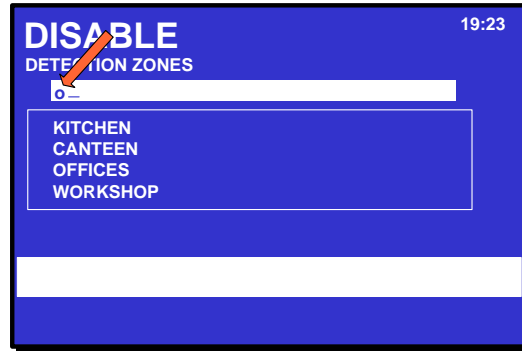 DISABLE
19:23
DETECTION ZONES
o_
KITCHEN
CANTEEN
OFFICES
WORKSHOP